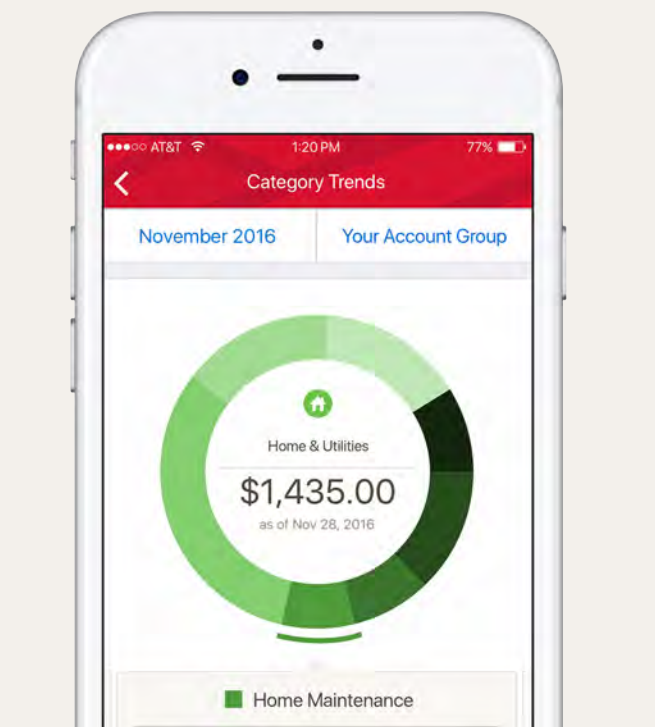 AT&T 1:20 PM 77%
Category Trends
November 2016 Your Account Group
Home & Utilities
$1,435.00
as of Nov 28, 2016
Home Maintenance